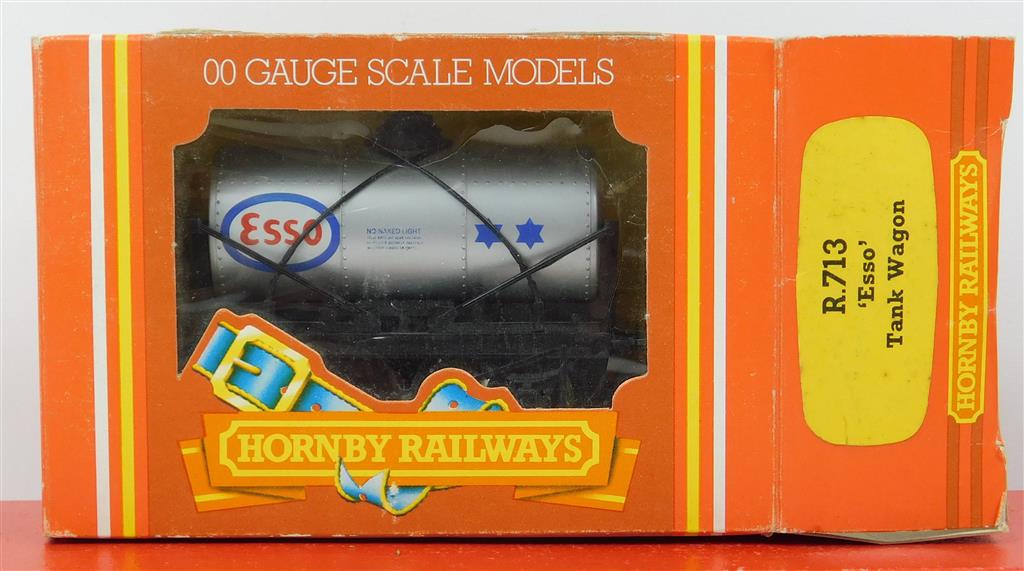 00 GAUGE SCALE MODELS
Esso
NO NAKED LIGHT
HORNBY RAILWAYS
R.713
'Esso'
Tank Wagon
HORNBY RAILWAYS